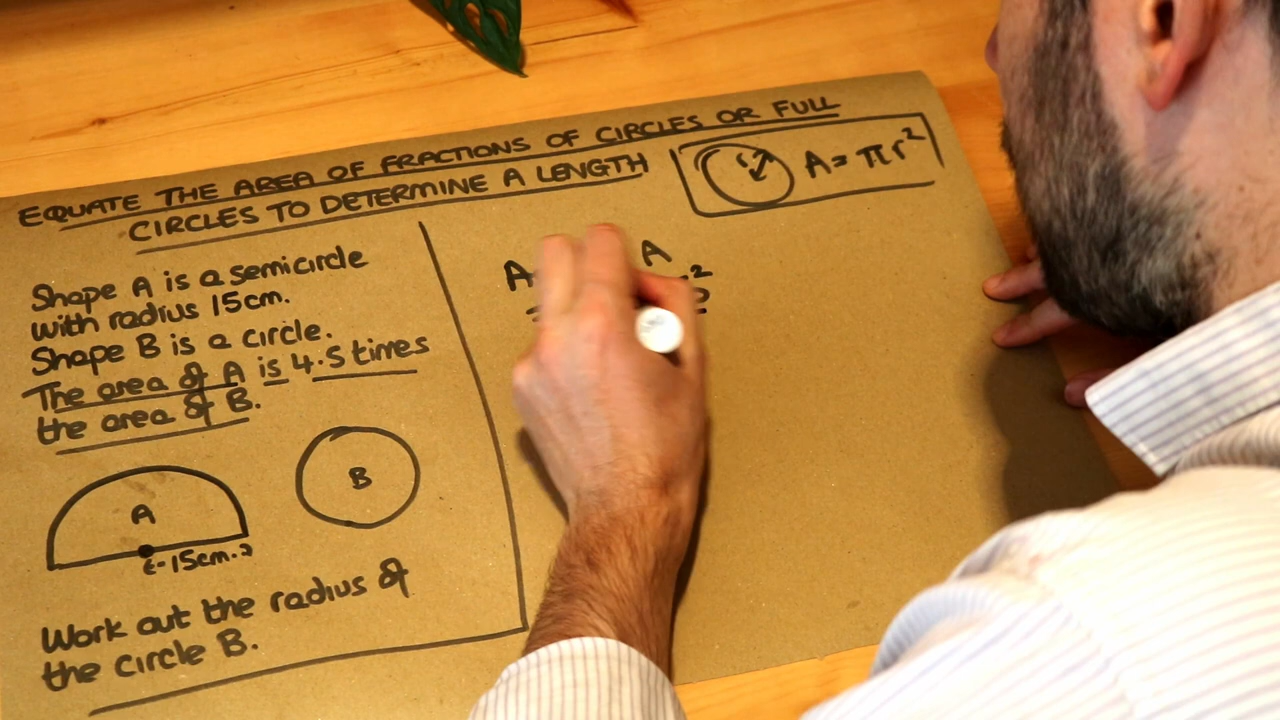 EQUATE THE AREA OF FRACTIONS OF CIRCLES OR FULL
CIRCLES TO DETERMINE A LENGTH
r A = πr²
Shape A is a semicircle
with radius 15cm.
Shape B is a circle.
The area of A is 4.5 times
the area of B.
A
B
15cm.
Work out the radius of
the circle B.
A
A
2